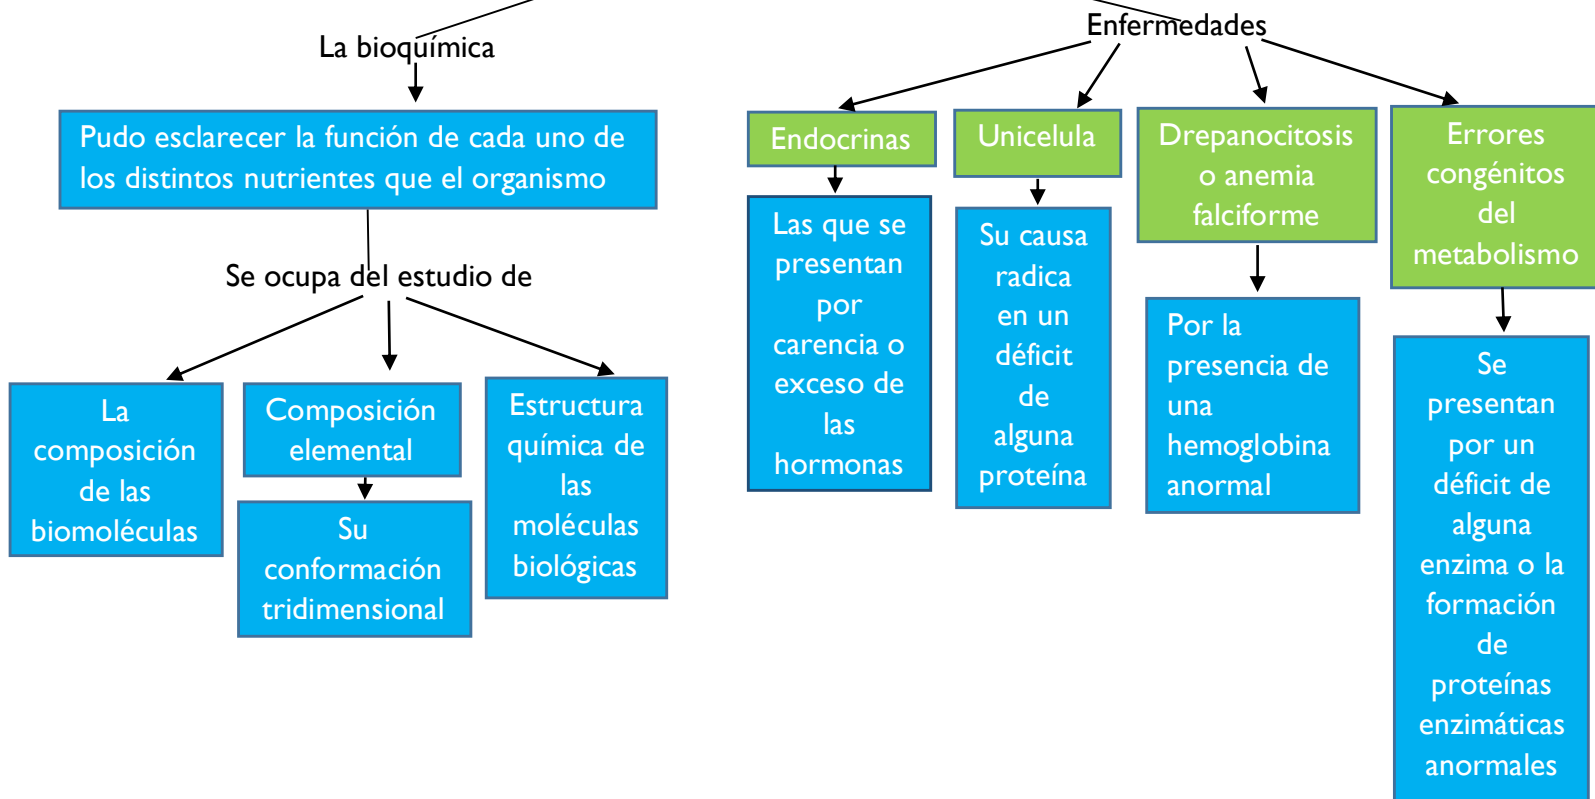 La bioquímica
Pudo esclarecer la función de cada uno de
los distintos nutrientes que el organismo
Se ocupa del estudio de
La
composición
de las
biomoléculas
Composición
elemental
Su
conformación
tridimensional
Estructura
química de
las
moléculas
biológicas
Enfermedades
Endocrinas
Las que se
presentan
por
carencia o
exceso de
las
hormonas
Unicelula
Su causa
radica
en un
déficit
de
alguna
proteína
Drepanocitosis
o anemia
falciforme
Por la
presencia de
una
hemoglobina
anormal
Errores
congénitos
del
metabolismo
Se
presentan
por un
déficit de
alguna
enzima o la
formación
de
proteínas
enzimáticas
anormales